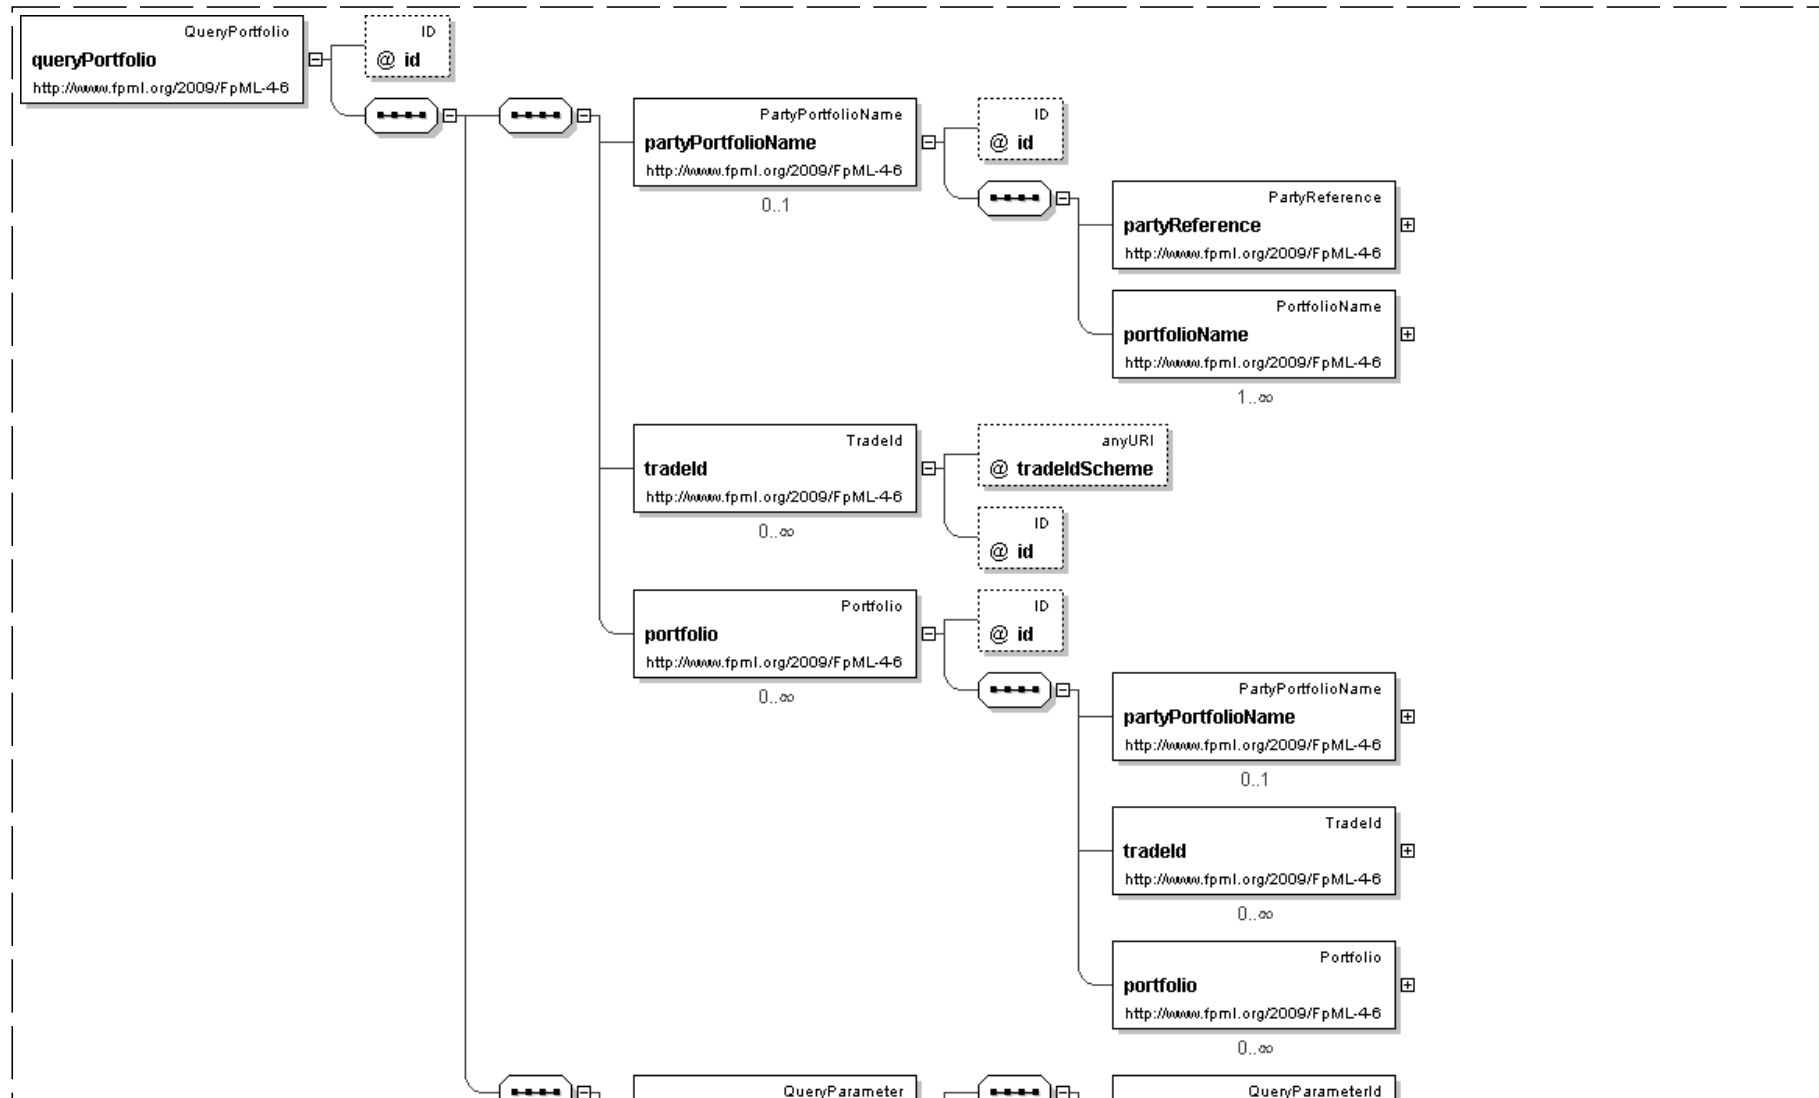 QueryPortfolio
queryPortfolio
http://www.fpml.org/2009/FpML-4-6
ID
@ id
PartyPortfolioName
partyPortfolioName
http://www.fpml.org/2009/FpML-4-6
0..1
ID
@ id
PartyReference
partyReference
http://www.fpml.org/2009/FpML-4-6
PortfolioName
portfolioName
http://www.fpml.org/2009/FpML-4-6
1..∞
TradeId
tradeId
http://www.fpml.org/2009/FpML-4-6
0..∞
anyURI
@ tradeIdScheme
ID
@ id
Portfolio
portfolio
http://www.fpml.org/2009/FpML-4-6
0..∞
ID
@ id
PartyPortfolioName
partyPortfolioName
http://www.fpml.org/2009/FpML-4-6
0..1
TradeId
tradeId
http://www.fpml.org/2009/FpML-4-6
0..∞
Portfolio
portfolio
http://www.fpml.org/2009/FpML-4-6
0..∞
QueryParameter
QueryParameterId